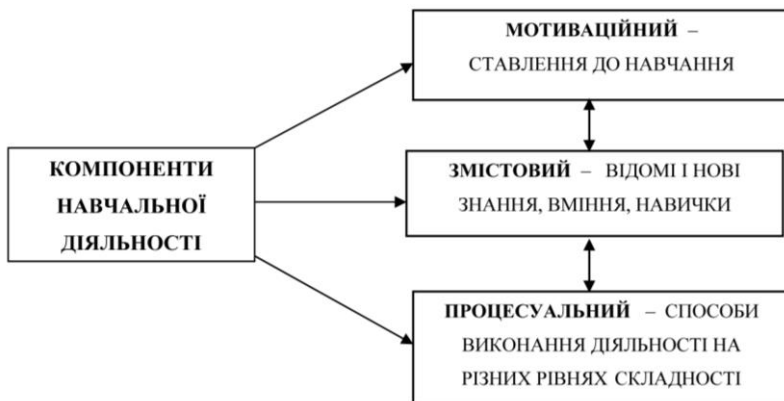 КОМПОНЕНТИ
НАВЧАЛЬНОЇ
ДІЯЛЬНОСТІ
МОТИВАЦІЙНИЙ –
СТАВЛЕННЯ ДО НАВЧАННЯ
ЗМІСТОВИЙ – ВІДОМІ І НОВІ
ЗНАННЯ, ВМІННЯ, НАВИЧКИ
ПРОЦЕСУАЛЬНИЙ – СПОСОБИ
ВИКОНАННЯ ДІЯЛЬНОСТІ НА
РІЗНИХ РІВНЯХ СКЛАДНОСТІ